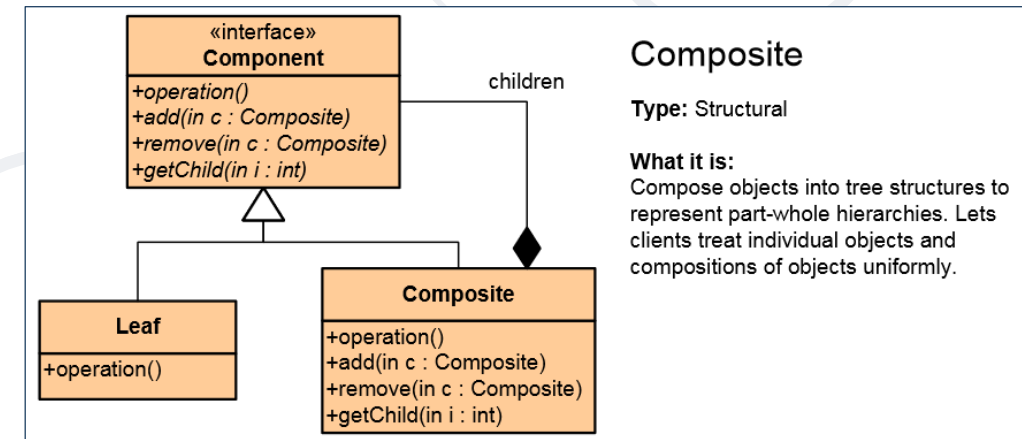 «interface»
Component
+operation()
+add(in c : Composite)
+remove(in c : Composite)
+getChild(in i : int)
children
Leaf
+operation()
Composite
+operation()
+add(in c : Composite)
+remove(in c : Composite)
+getChild(in i : int)
Composite
Type: Structural
What it is:
Compose objects into tree structures to
represent part-whole hierarchies. Lets
clients treat individual objects and
compositions of objects uniformly.